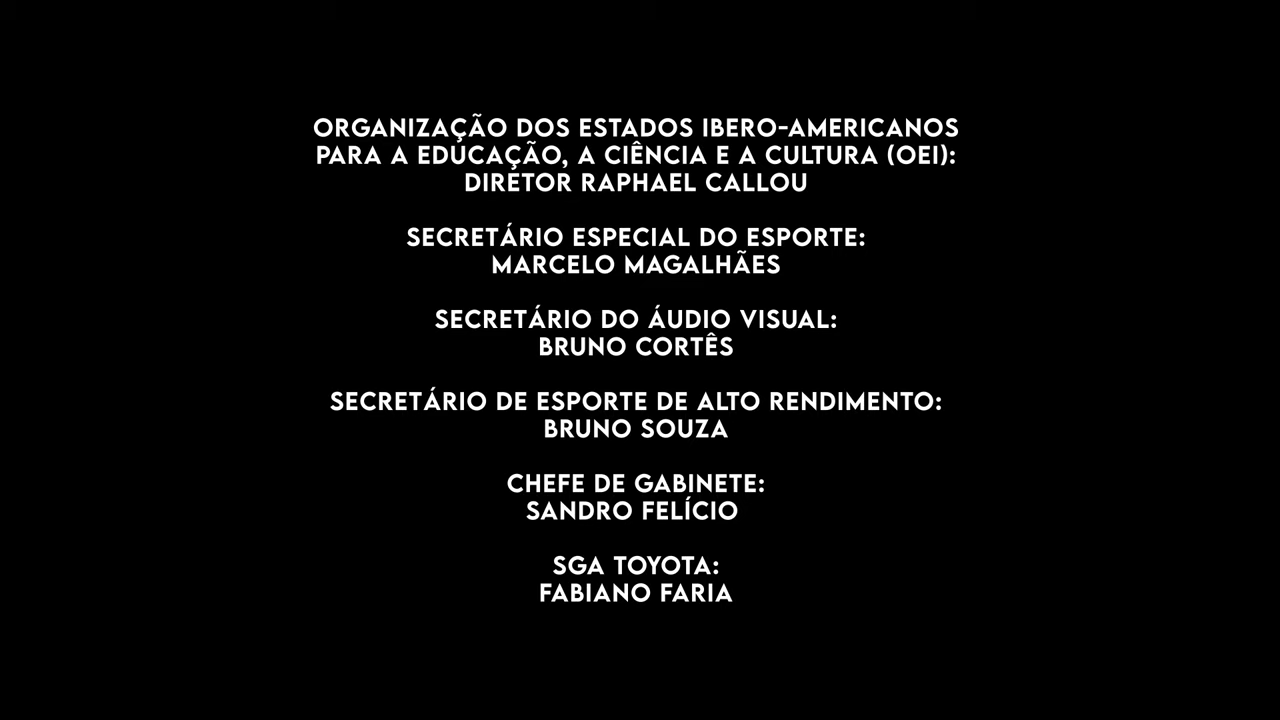 ORGANIZAÇÃO DOS ESTADOS IBERO-AMERICANOS
PARA A EDUCAÇÃO, A CIÊNCIA E A CULTURA (OEI):
DIRETOR RAPHAEL CALLOU
SECRETÁRIO ESPECIAL DO ESPORTE:
MARCELO MAGALHÃES
SECRETÁRIO DO ÁUDIO VISUAL:
BRUNO CORTÊS
SECRETÁRIO DE ESPORTE DE ALTO RENDIMENTO:
BRUNO SOUZA
CHEFE DE GABINETE:
SANDRO FELÍCIO
SGA TOYOTA:
FABIANO FARIA